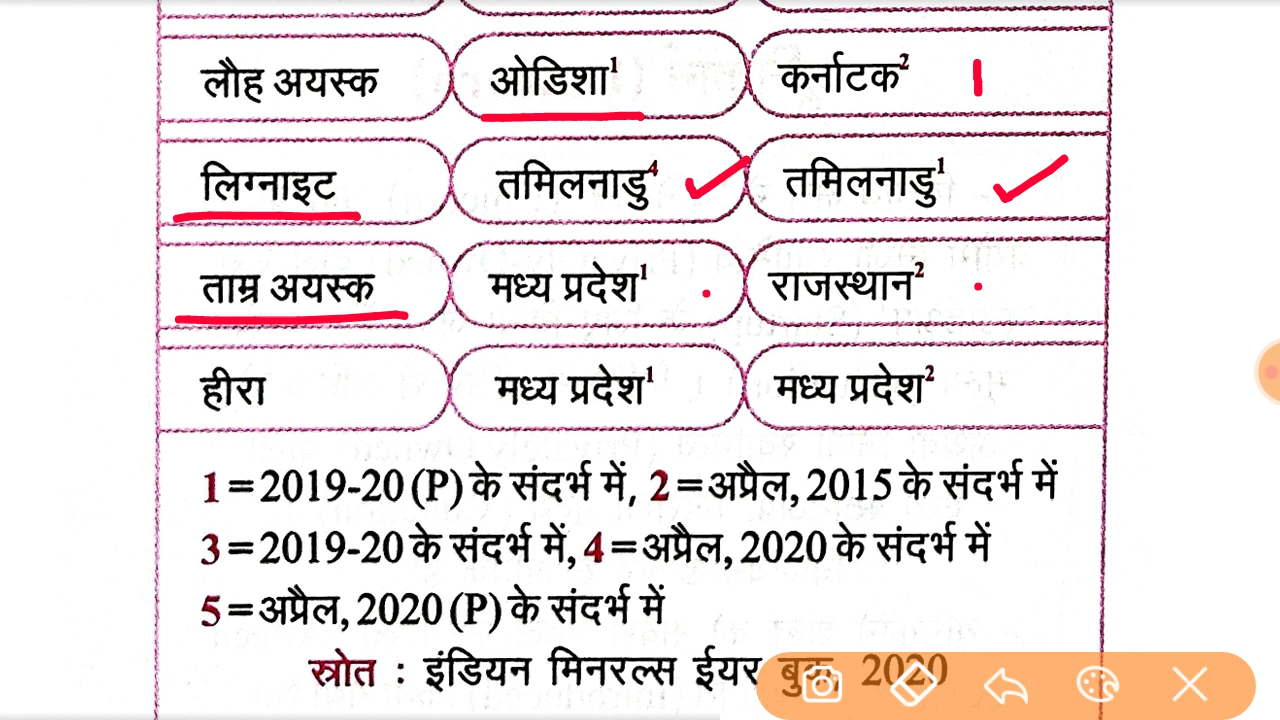 लौह अयस्क ओडिशा¹ कर्नाटक²
लिग्नाइट तमिलनाडु⁴ तमिलनाडु¹
ताम्र अयस्क मध्य प्रदेश¹ राजस्थान²
हीरा मध्य प्रदेश¹ मध्य प्रदेश²
1=2019-20 (P) के संदर्भ में, 2=अप्रैल, 2015 के संदर्भ में
3=2019-20 के संदर्भ में, 4=अप्रैल, 2020 के संदर्भ में
5=अप्रैल, 2020 (P) के संदर्भ में
स्रोत : इंडियन मिनरल्स ईयर बुक, 2020